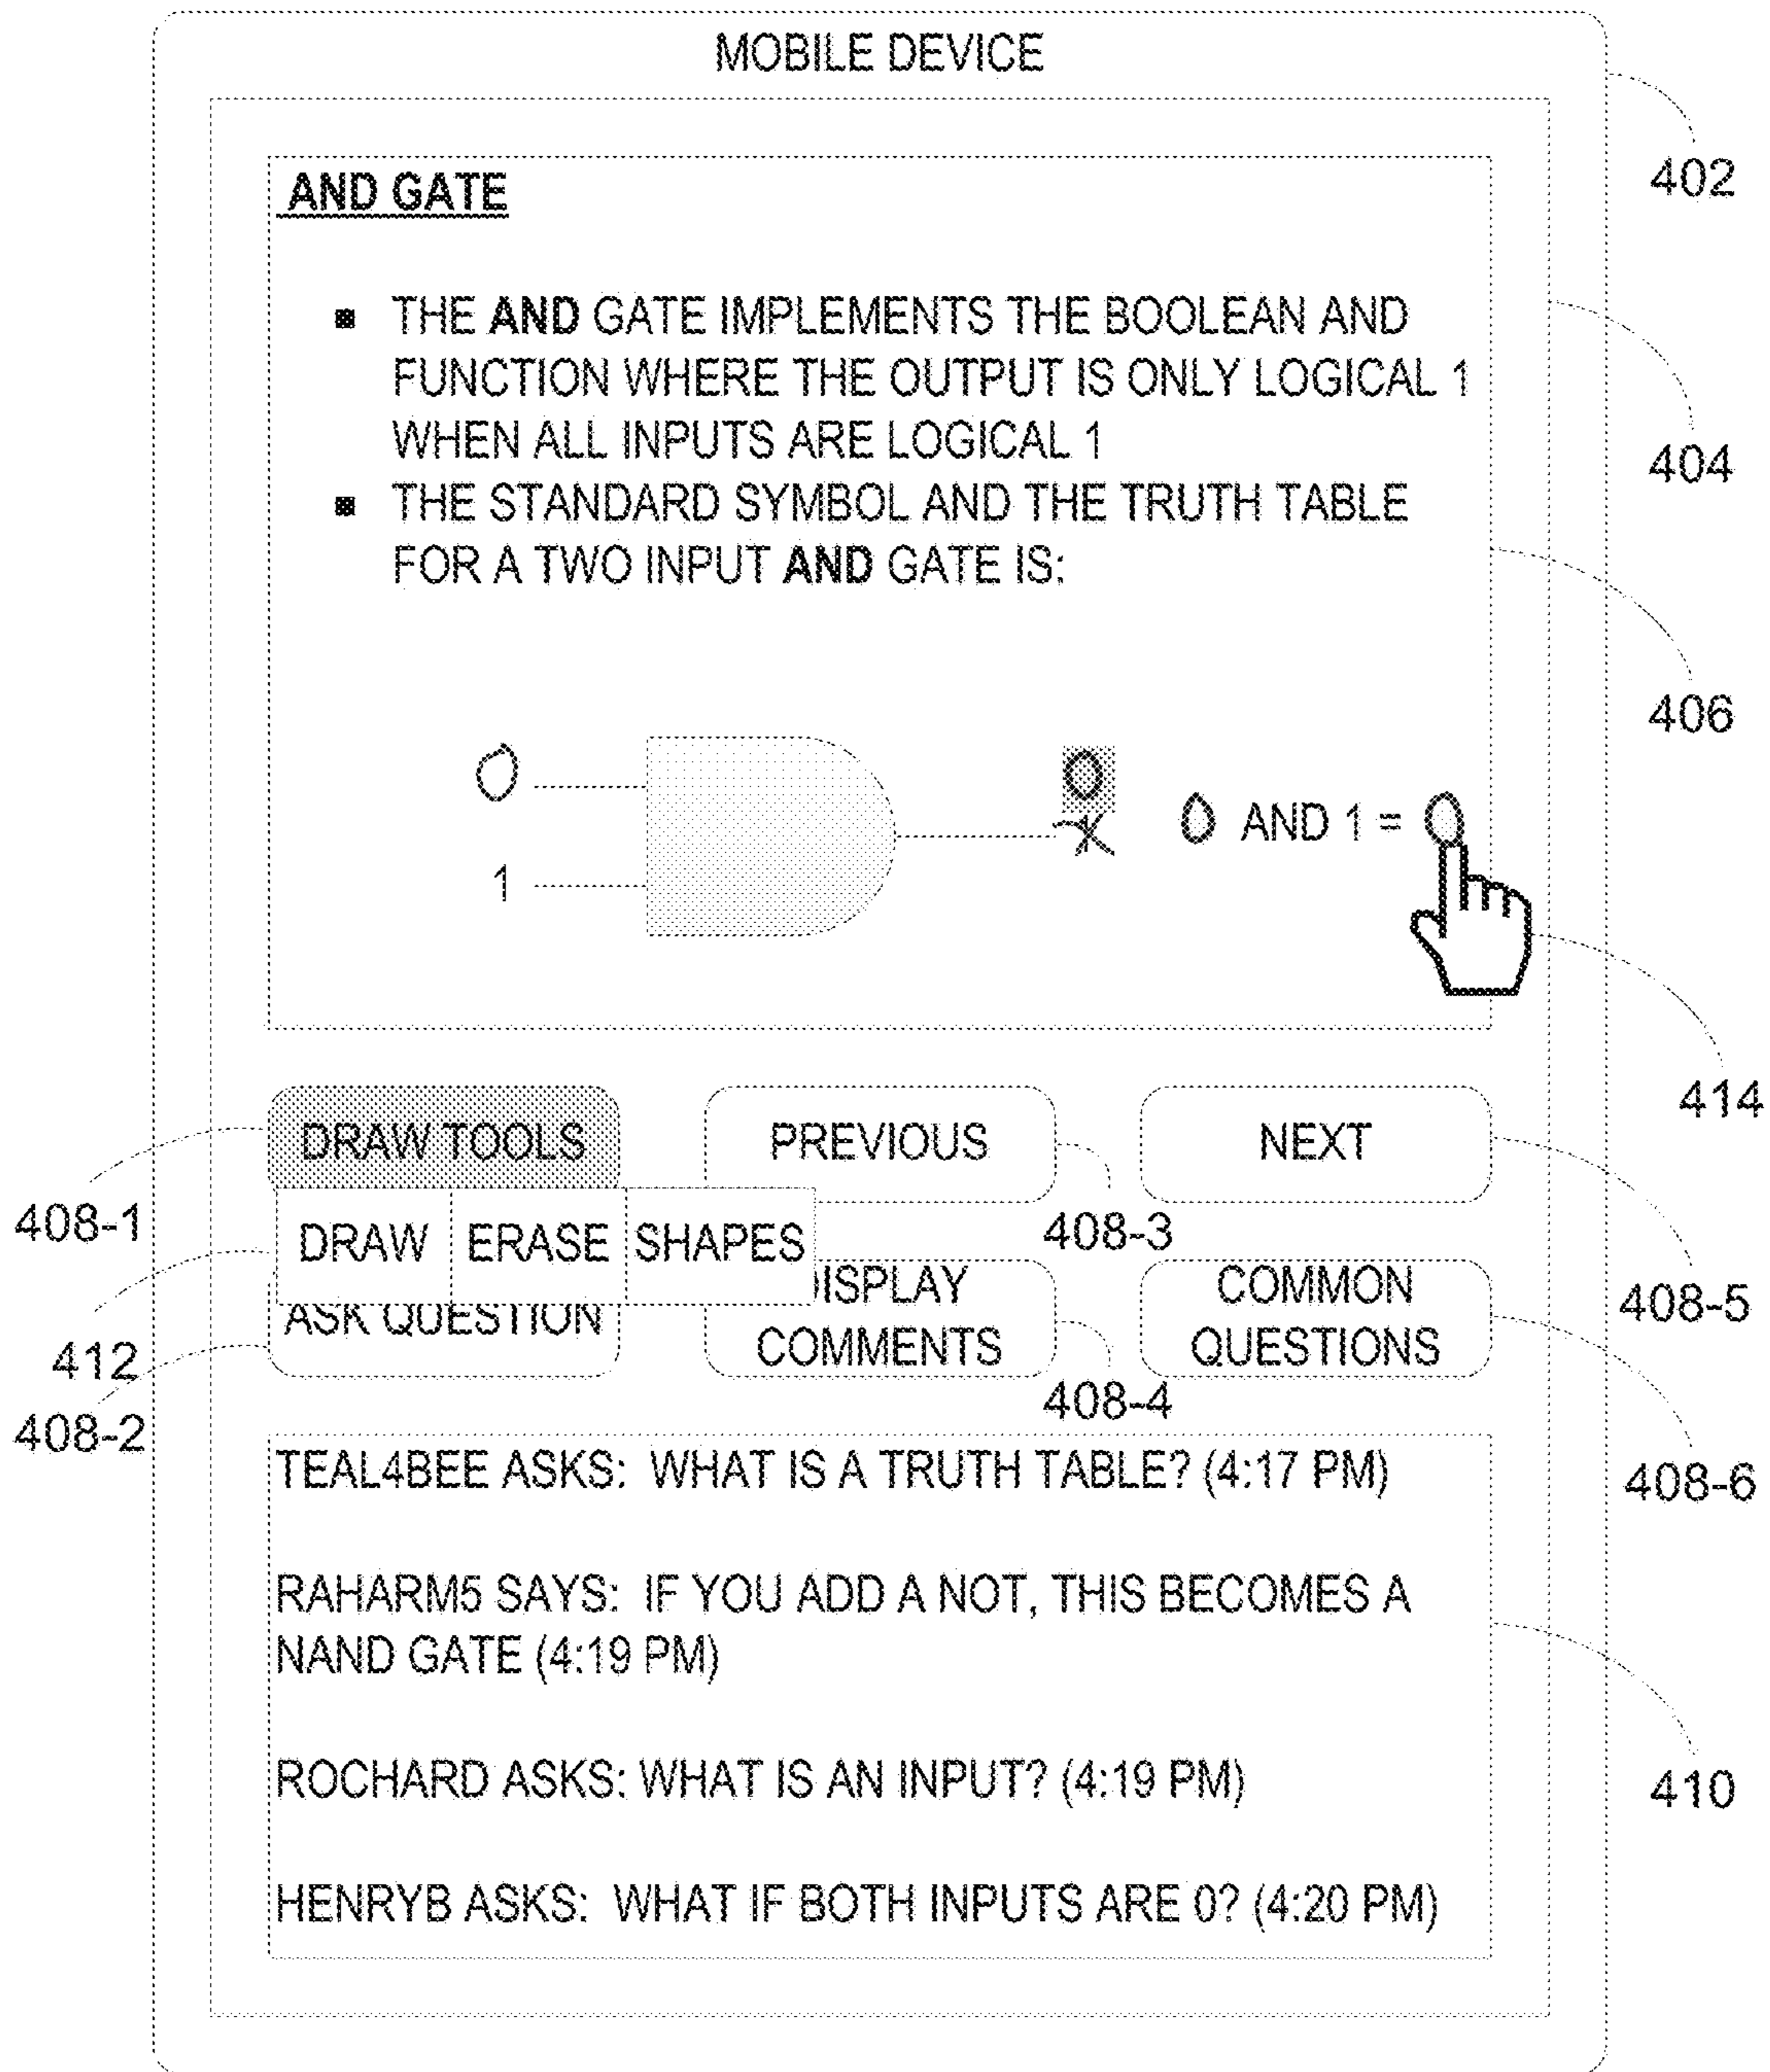 MOBILE DEVICE
402
AND GATE
■ THE AND GATE IMPLEMENTS THE BOOLEAN AND
FUNCTION WHERE THE OUTPUT IS ONLY LOGICAL 1
WHEN ALL INPUTS ARE LOGICAL 1
404
■ THE STANDARD SYMBOL AND THE TRUTH TABLE
FOR A TWO INPUT AND GATE IS:
406
0
0
0 AND 1 = 0
1
414
DRAW TOOLS
PREVIOUS
NEXT
408-1
408-3
DRAW ERASE SHAPES
408-5
412
ASK QUESTION
DISPLAY
COMMENTS
COMMON
QUESTIONS
408-2
408-4
408-6
TEAL4BEE ASKS: WHAT IS A TRUTH TABLE? (4:17 PM)
RAHARM5 SAYS: IF YOU ADD A NOT, THIS BECOMES A
NAND GATE (4:19 PM)
ROCHARD ASKS: WHAT IS AN INPUT? (4:19 PM)
410
HENRYB ASKS: WHAT IF BOTH INPUTS ARE 0? (4:20 PM)